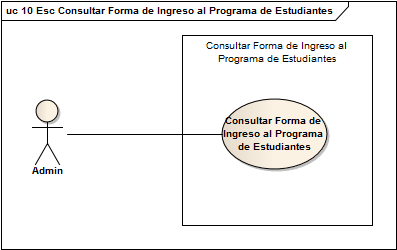 uc 10 Esc Consultar Forma de Ingreso al Programa de Estudiantes
Consultar Forma de Ingreso al
Programa de Estudiantes
Consultar Forma de
Ingreso al Programa
de Estudiantes
Admin